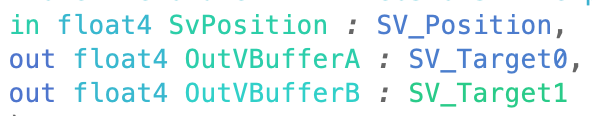 in float4 SvPosition : SV_Position,
out float4 OutVBufferA : SV_Target0,
out float4 OutVBufferB : SV_Target1